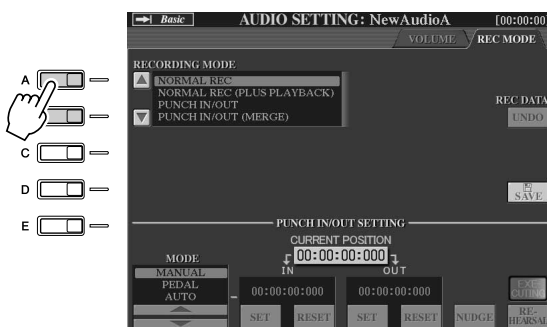 Basic AUDIO SETTING: NewAudioA [00:00:00]
VOLUME REC MODE
RECORDING MODE
NORMAL REC
NORMAL REC (PLUS PLAYBACK)
PUNCH IN/OUT
PUNCH IN/OUT (MERGE)
REC DATA
UNDO
SAVE
A
C
D
E
PUNCH IN/OUT SETTING
CURRENT POSITION
00:00:00:000
IN OUT
MODE
MANUAL
PEDAL
AUTO
00:00:00:000 00:00:00:000
SET RESET SET RESET NUDGE
EXE-
CUTING
RE-
HEARSAL